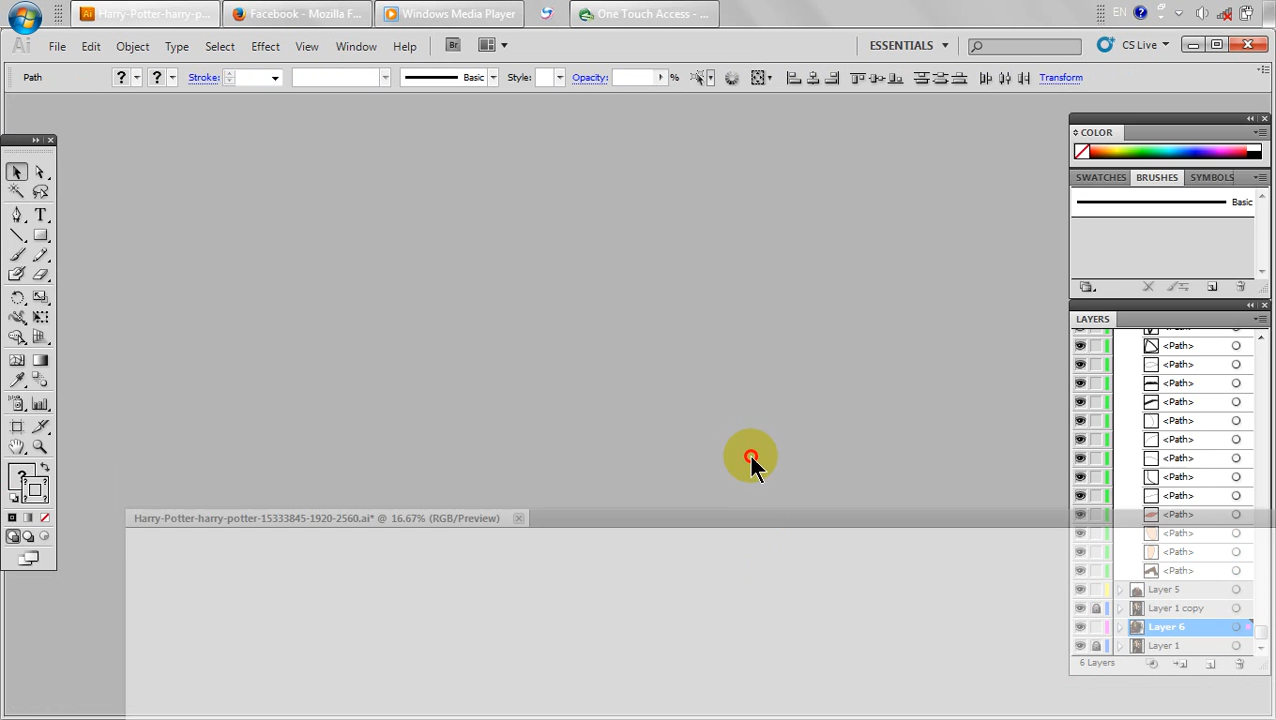 Harry-Potter-harry-p...
Facebook - Mozilla F...
Windows Media Player
One Touch Access - ...
EN
Ai
File Edit Object Type Select Effect View Window Help
Br
ESSENTIALS
CS Live
Path
?
?
Stroke:
Basic
Style:
Opacity:
%
Transform
COLOR
SWATCHES BRUSHES SYMBOLS
Basic
LAYERS
<Path>
<Path>
<Path>
<Path>
<Path>
<Path>
<Path>
<Path>
<Path>
<Path>
<Path>
<Path>
<Path>
Layer 5
Layer 1 copy
Layer 6
Layer 1
6 Layers
T
?
Harry-Potter-harry-potter-15333845-1920-2560.ai* @ 16.67% (RGB/Preview)